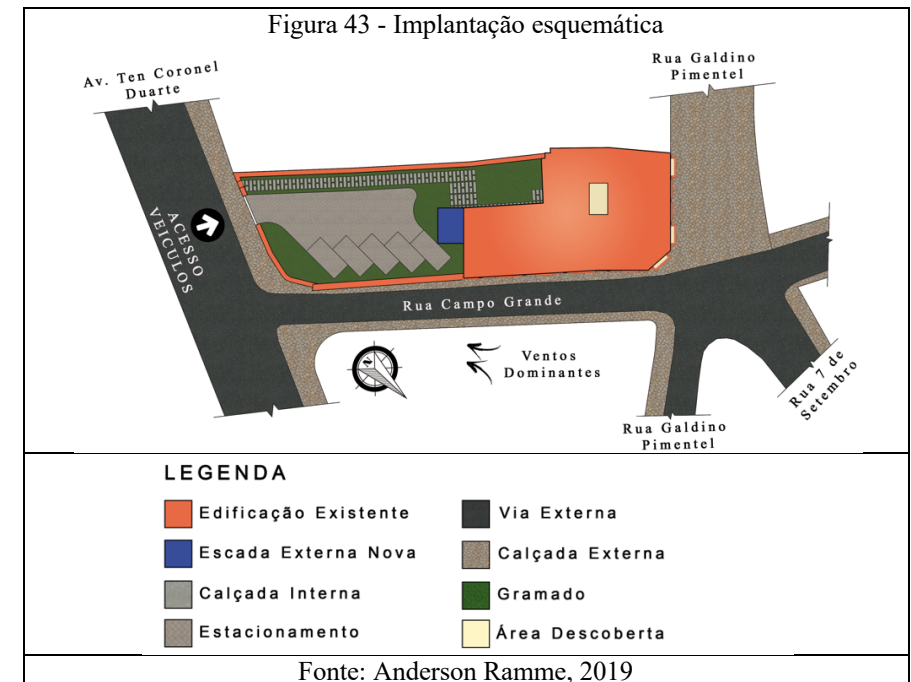 Figura 43 - Implantação esquemática
Av. Ten Coronel
Duarte
Rua Galdino
Pimentel
ACESSO
VEICULOS
Rua Campo Grande
N
Ventos
Dominantes
Rua 7 de
Setembro
Rua Galdino
Pimentel
LEGENDA
Edificação Existente
Via Externa
Escada Externa Nova
Calçada Externa
Calçada Interna
Gramado
Estacionamento
Área Descoberta
Fonte: Anderson Ramme, 2019